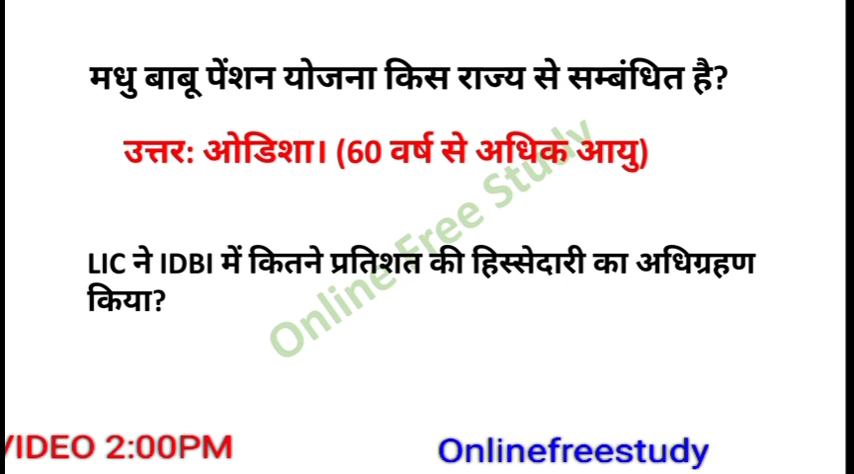 मधु बाबू पेंशन योजना किस राज्य से सम्बंधित है?
उत्तर: ओडिशा। (60 वर्ष से अधिक आयु)
Online Free Study
LIC ने IDBI में कितने प्रतिशत की हिस्सेदारी का अधिग्रहण
किया?
VIDEO 2:00PM
Onlinefreestudy